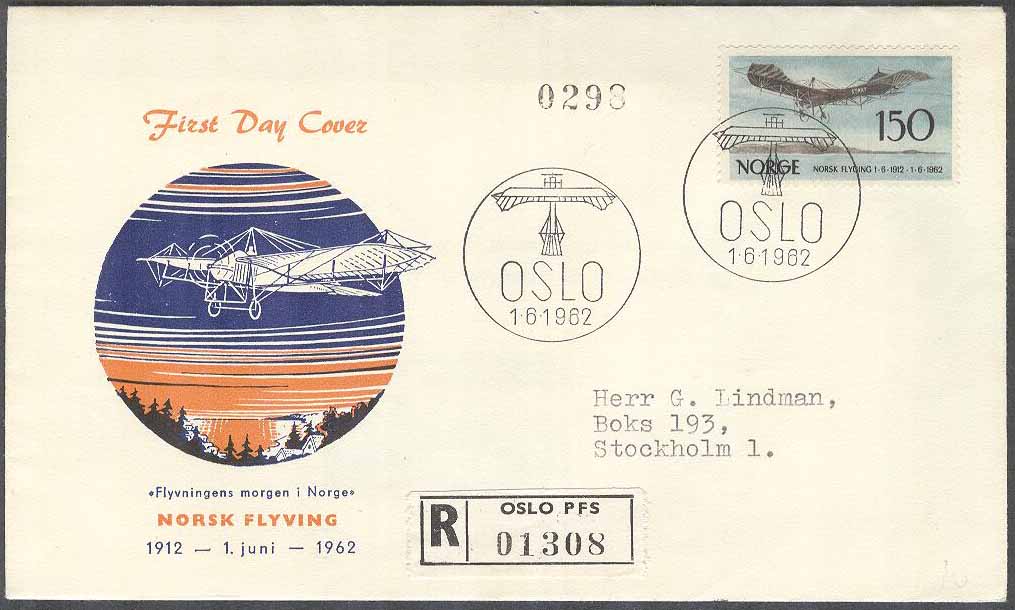 First Day Cover
0298
150
NORGE NORSK FLYVING 1·6·1912 - 1·6·1962
OSLO
1·6·1962
OSLO
1·6·1962
Herr G. Lindman,
Boks 193,
Stockholm 1.
«Flyvningens morgen i Norge»
NORSK FLYVING
1912 — 1. juni — 1962
R OSLO PFS
01308